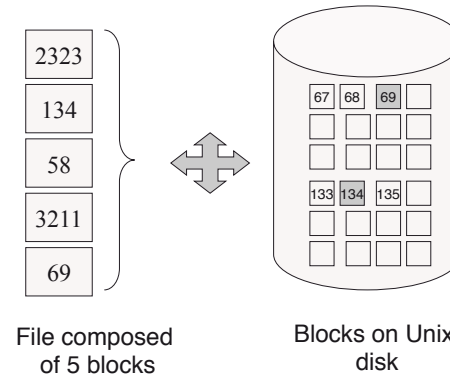 2323
134
58
3211
69
67 68 69
133 134 135
File composed
of 5 blocks
Blocks on Unix
disk